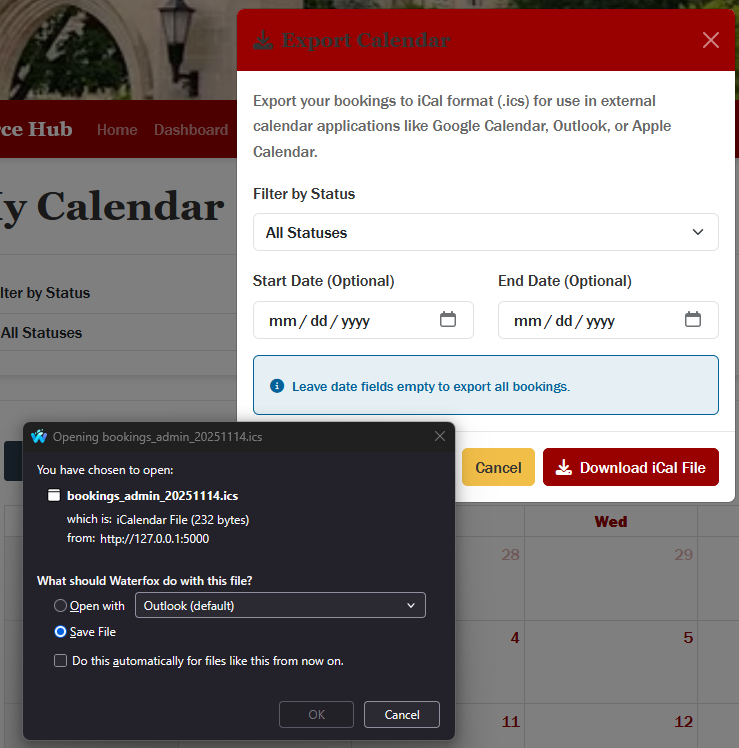 Export Calendar
Export your bookings to iCal format (.ics) for use in external
calendar applications like Google Calendar, Outlook, or Apple
Calendar.
Filter by Status
All Statuses
Start Date (Optional)
End Date (Optional)
mm / dd / yyyy
mm / dd / yyyy
Leave date fields empty to export all bookings.
Cancel
Download iCal File
rce Hub
Home
Dashboard
y Calendar
lter by Status
All Statuses
Opening bookings_admin_20251114.ics
You have chosen to open:
bookings_admin_20251114.ics
which is: iCalendar File (232 bytes)
from: http://127.0.0.1:5000
What should Waterfox do with this file?
Open with
Outlook (default)
Save File
Do this automatically for files like this from now on.
OK
Cancel
Wed
28
29
4
5
11
12